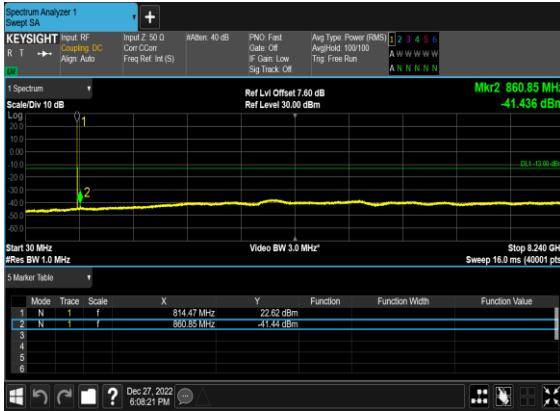 Spectrum Analyzer 1
Swept SA
KEYSIGHT
R T
Input: RF
Coupling: DC
Align: Auto
Input Z: 50 Ω
Corr CCorr
Freq Ref: Int (S)
#Atten: 40 dB
PNO: Fast
Gate: Off
IF Gain: Low
Sig Track: Off
Avg Type: Power (RMS)
Avg|Hold: 100/100
Trig: Free Run
1 2 3 4 5 6
A W W W W W
A N N N N N
1 Spectrum
Scale/Div 10 dB
Ref Lvl Offset 7.60 dB
Ref Level 30.00 dBm
Mkr2 860.85 MHz
-41.436 dBm
Log
20.0
10.0
0.00
-10.0
-20.0
-30.0
-40.0
-50.0
-60.0
1
2
DL1 -13.00 dBm
Start 30 MHz
#Res BW 1.0 MHz
Video BW 3.0 MHz*
Stop 8.240 GH
Sweep 16.0 ms (40001 pts
5 Marker Table
Mode Trace Scale X Y Function Function Width Function Value
1 N 1 f 814.47 MHz 22.62 dBm
2 N 1 f 860.85 MHz -41.44 dBm
3
4
5
6
?
Dec 27, 2022
6:08:21 PM